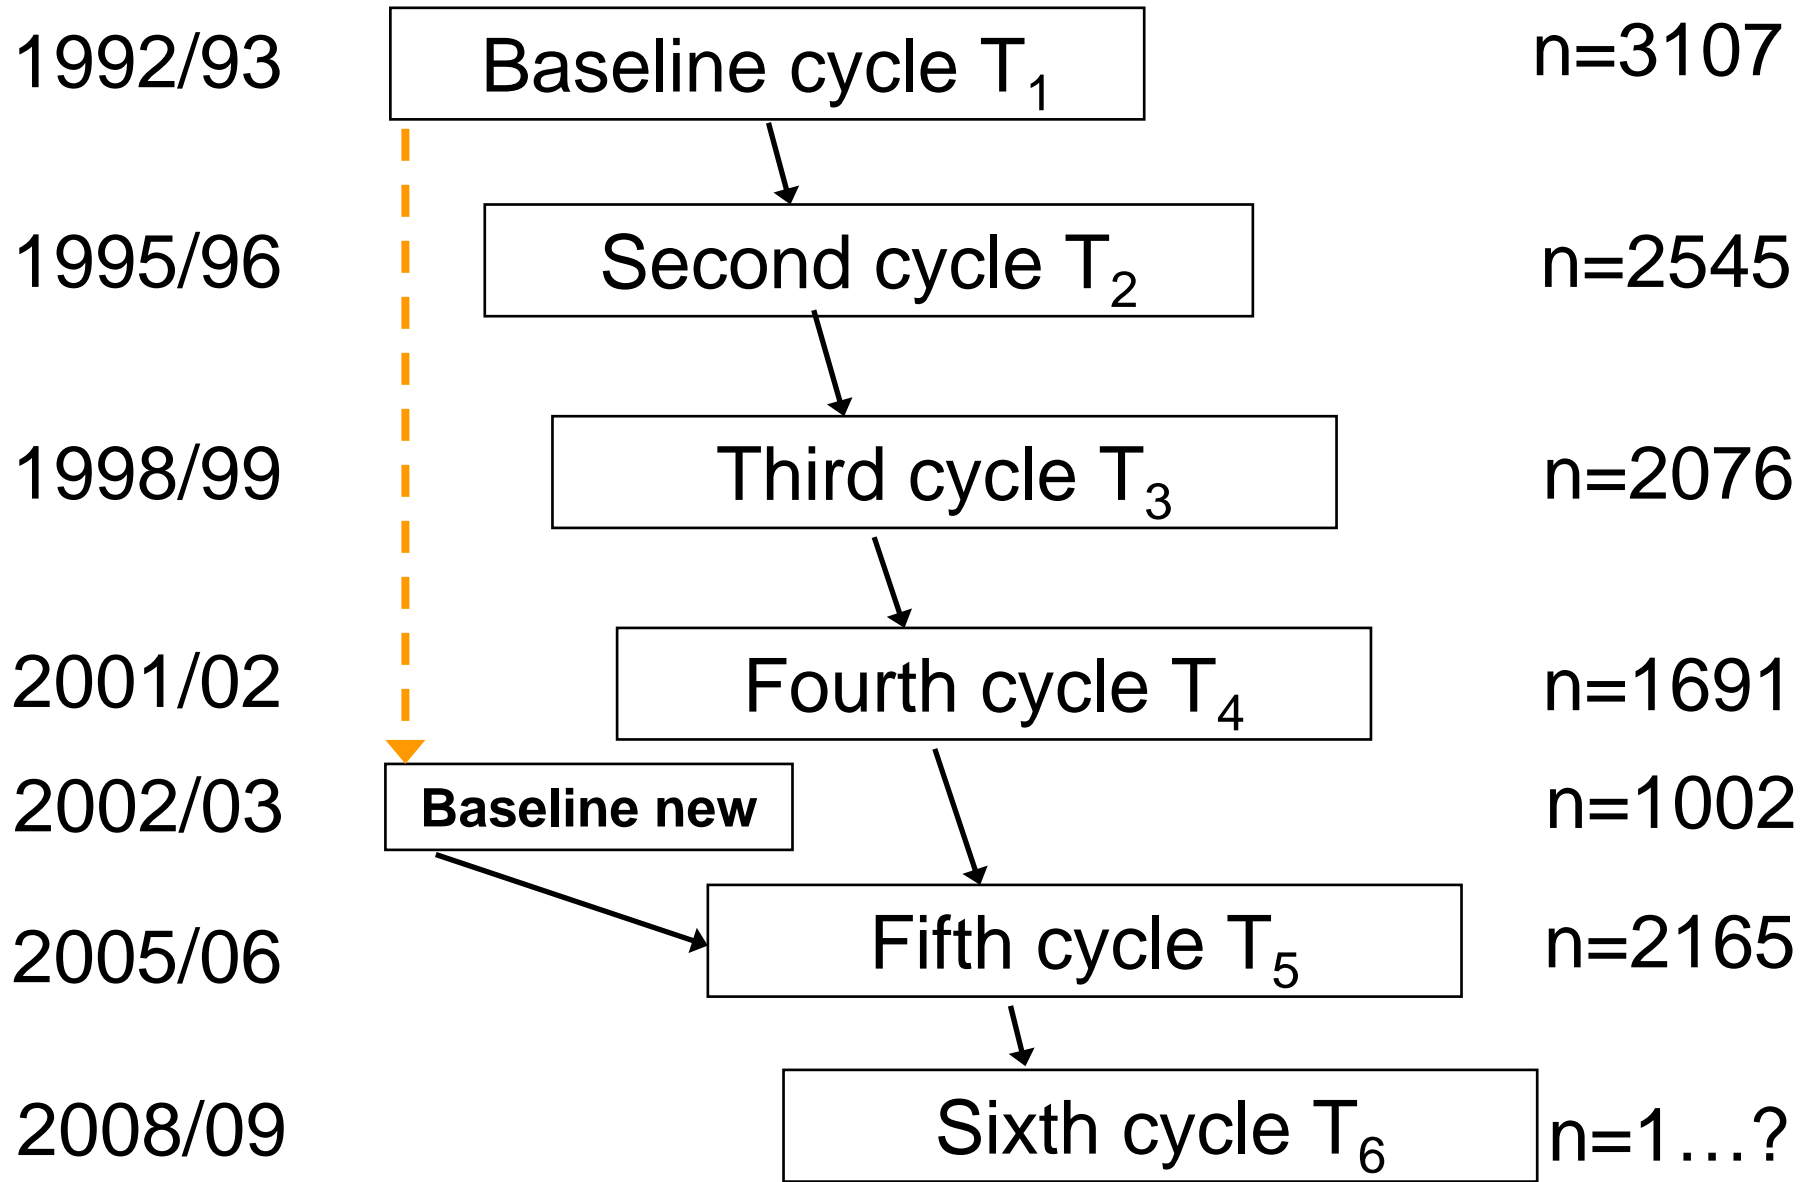 1992/93 Baseline cycle T₁ n=3107
1995/96 Second cycle T₂ n=2545
1998/99 Third cycle T₃ n=2076
2001/02 Fourth cycle T₄ n=1691
2002/03 Baseline new n=1002
2005/06 Fifth cycle T₅ n=2165
2008/09 Sixth cycle T₆ n=1…?